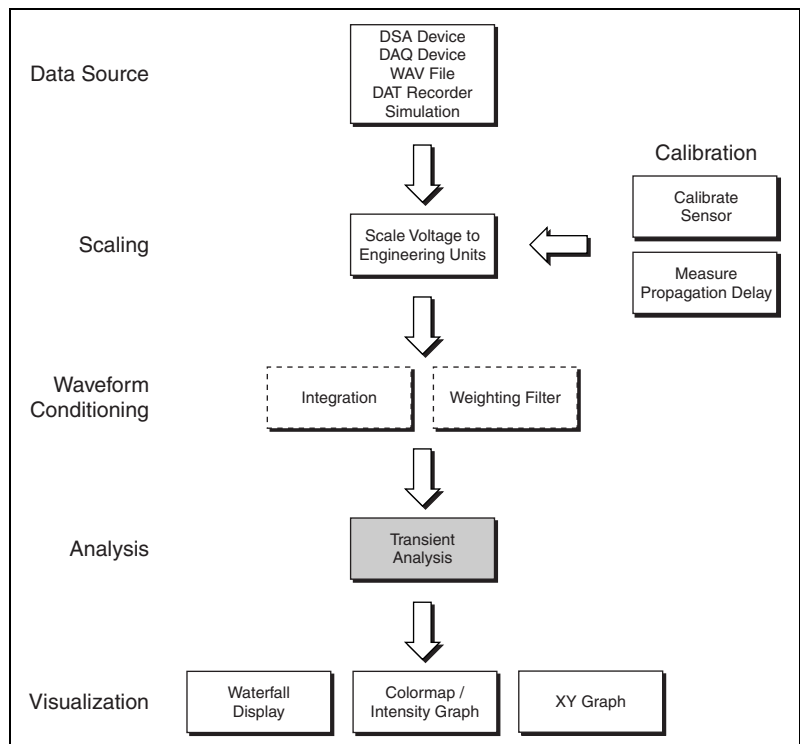 Data Source
DSA Device
DAQ Device
WAV File
DAT Recorder
Simulation
Calibration
Calibrate
Sensor
Measure
Propagation Delay
Scaling
Scale Voltage to
Engineering Units
Waveform
Conditioning
Integration
Weighting Filter
Analysis
Transient
Analysis
Visualization
Waterfall
Display
Colormap /
Intensity Graph
XY Graph